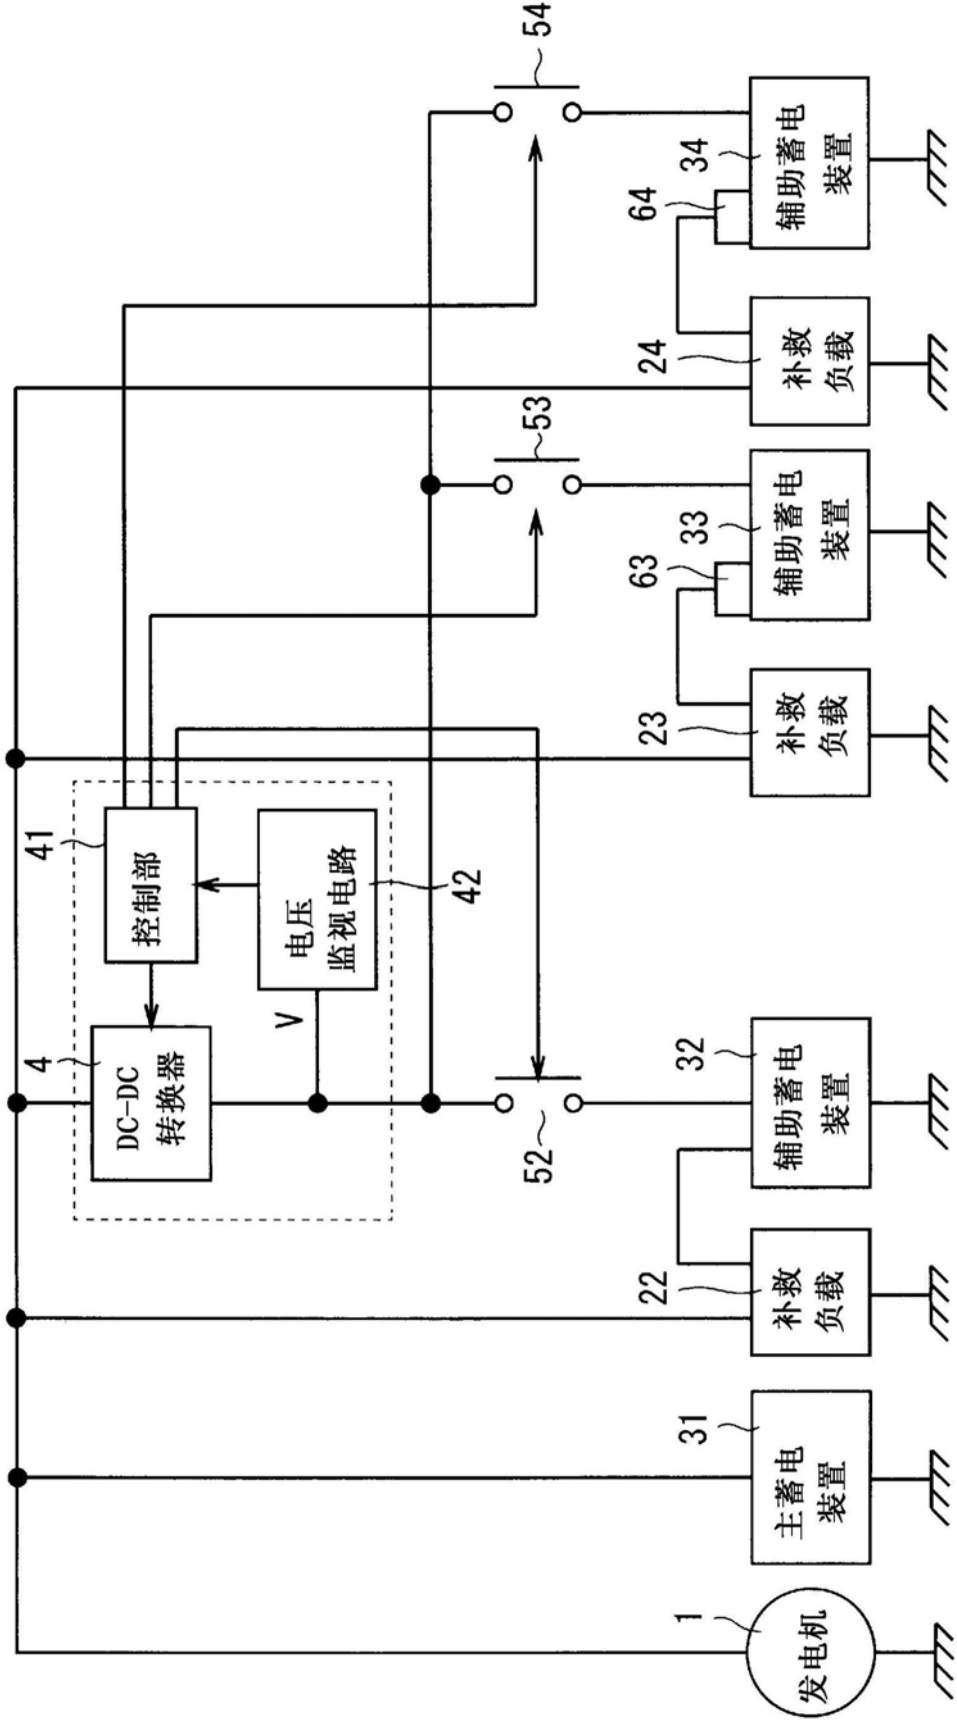 54
34
辅助蓄电
装置
64
24
补救
负载
53
33
辅助蓄电
装置
63
23
补救
负载
41
控制部
42
电压
监视电路
V
4
DC-DC
转换器
52
32
辅助蓄电
装置
22
补救
负载
31
主蓄电
装置
1
发电机